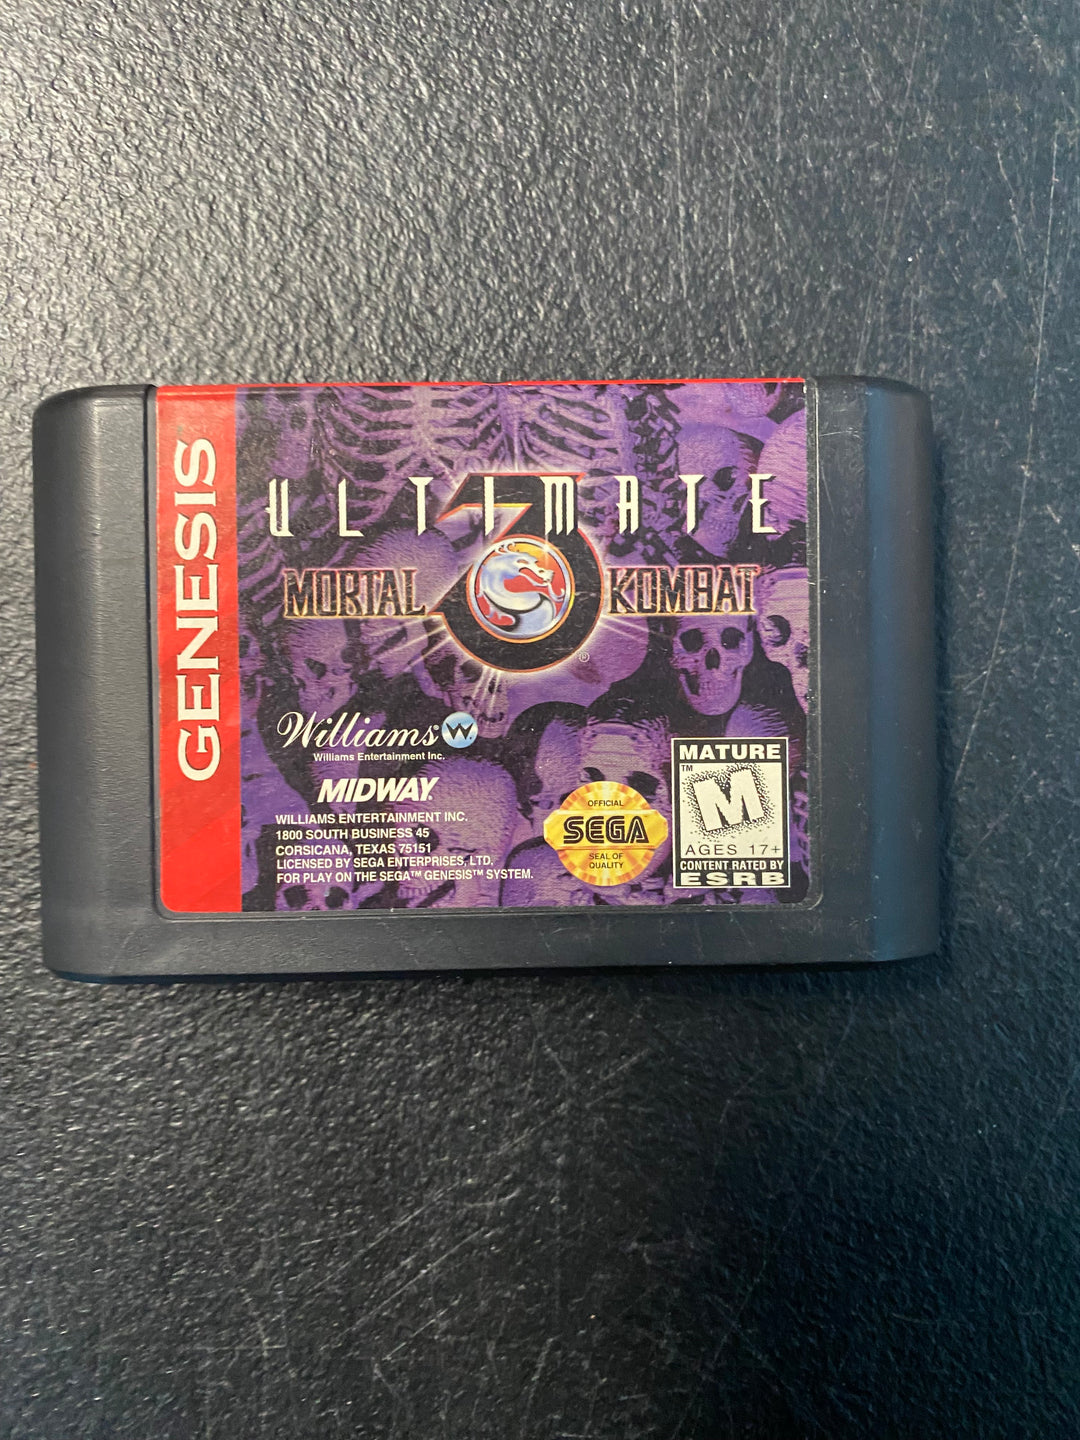 GENESIS
ULTIMATE
MORTAL 3 KOMBAT
®
Williams W
Williams Entertainment Inc.
MIDWAY
WILLIAMS ENTERTAINMENT INC.
1800 SOUTH BUSINESS 45
CORSICANA, TEXAS 75151
LICENSED BY SEGA ENTERPRISES, LTD.
FOR PLAY ON THE SEGA™ GENESIS™ SYSTEM.
OFFICIAL
SEGA
SEAL OF
QUALITY
MATURE
™
M
AGES 17+
CONTENT RATED BY
ESRB